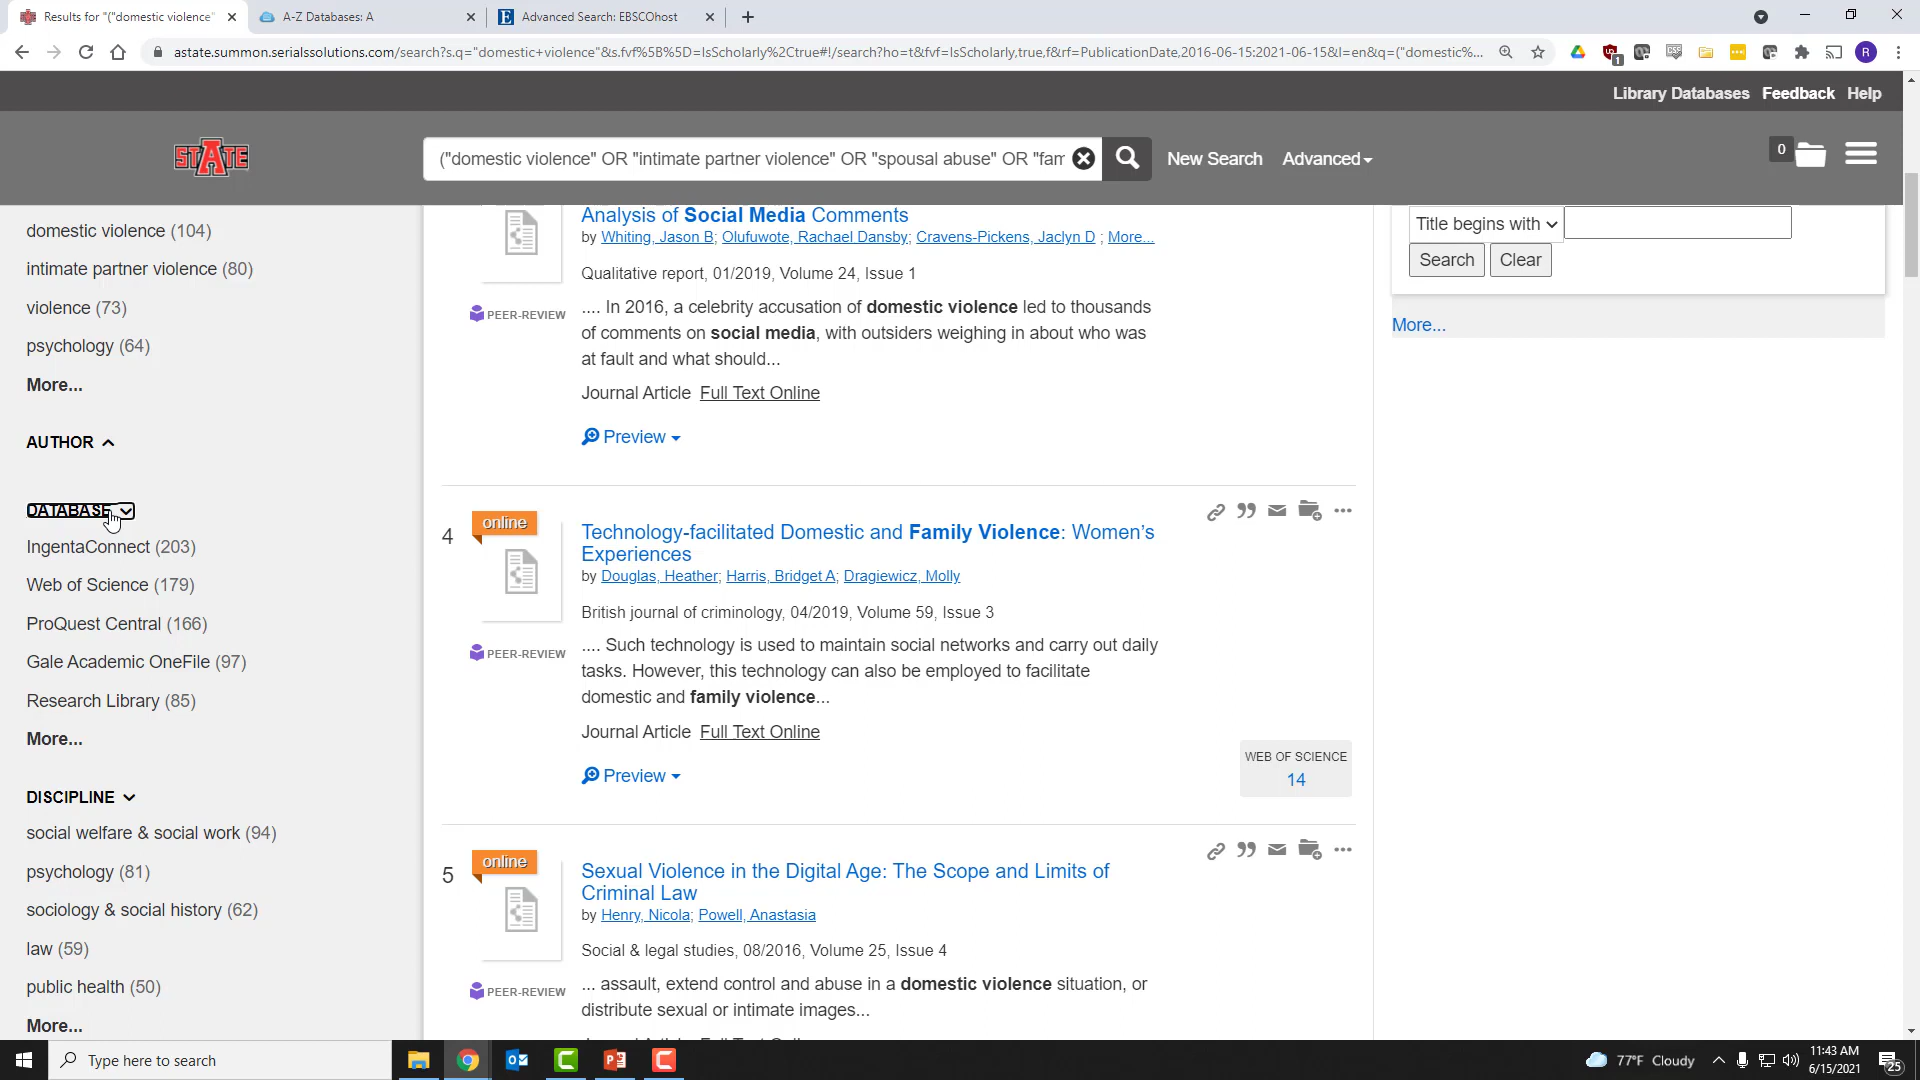 Results for "("domestic violence"
A-Z Databases: A
Advanced Search: EBSCOhost
astate.summon.serialssolutions.com/search?s.q="domestic+violence"&s.fvf%5B%5D=IsScholarly%2Ctrue#!/search?ho=t&fvf=IsScholarly,true,f&rf=PublicationDate,2016-06-15:2021-06-15&l=en&q=("domestic%...
1
R
Library Databases Feedback Help
STATE
("domestic violence" OR "intimate partner violence" OR "spousal abuse" OR "fam
New Search Advanced
0
domestic violence (104)
intimate partner violence (80)
violence (73)
psychology (64)
More...
AUTHOR
DATABASE
IngentaConnect (203)
Web of Science (179)
ProQuest Central (166)
Gale Academic OneFile (97)
Research Library (85)
More...
DISCIPLINE
social welfare & social work (94)
psychology (81)
sociology & social history (62)
law (59)
public health (50)
More...
Analysis of Social Media Comments
by Whiting, Jason B; Olufuwote, Rachael Dansby; Cravens-Pickens, Jaclyn D ; More...
Qualitative report, 01/2019, Volume 24, Issue 1
PEER-REVIEW
.... In 2016, a celebrity accusation of domestic violence led to thousands
of comments on social media, with outsiders weighing in about who was
at fault and what should...
Journal Article Full Text Online
Preview
4
online
Technology-facilitated Domestic and Family Violence: Women's
Experiences
by Douglas, Heather; Harris, Bridget A; Dragiewicz, Molly
British journal of criminology, 04/2019, Volume 59, Issue 3
PEER-REVIEW
.... Such technology is used to maintain social networks and carry out daily
tasks. However, this technology can also be employed to facilitate
domestic and family violence...
Journal Article Full Text Online
WEB OF SCIENCE
14
Preview
5
online
Sexual Violence in the Digital Age: The Scope and Limits of
Criminal Law
by Henry, Nicola; Powell, Anastasia
Social & legal studies, 08/2016, Volume 25, Issue 4
PEER-REVIEW
... assault, extend control and abuse in a domestic violence situation, or
distribute sexual or intimate images...
Title begins with
Search Clear
More...
Type here to search
77°F Cloudy
11:43 AM
6/15/2021
25